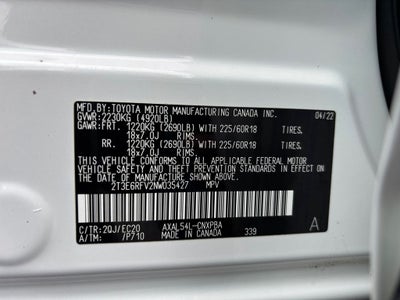 MFD.BY:TOYOTA MOTOR MANUFACTURING CANADA INC. 04/22
GVWR:2230KG (4920LB)
GAWR:FRT. 1220KG (2690LB) WITH 225/60R18 TIRES,
18x7.0J
RR. 1220KG (2690LB) WITH 225/60R18 TIRES,
18x7.0J
THIS VEHICLE CONFORMS TO ALL APPLICABLE FEDERAL MOTOR
VEHICLE SAFETY AND THEFT PREVENTION STANDARDS IN EFFECT
ON THE DATE OF MANUFACTURE SHOWN ABOVE.
2T3E6RFV2NW035427 MPV
C/TR:2QJ/EC20 AXAL54L-CNXPBA A
A/TM: /P710 MADE IN CANADA 339